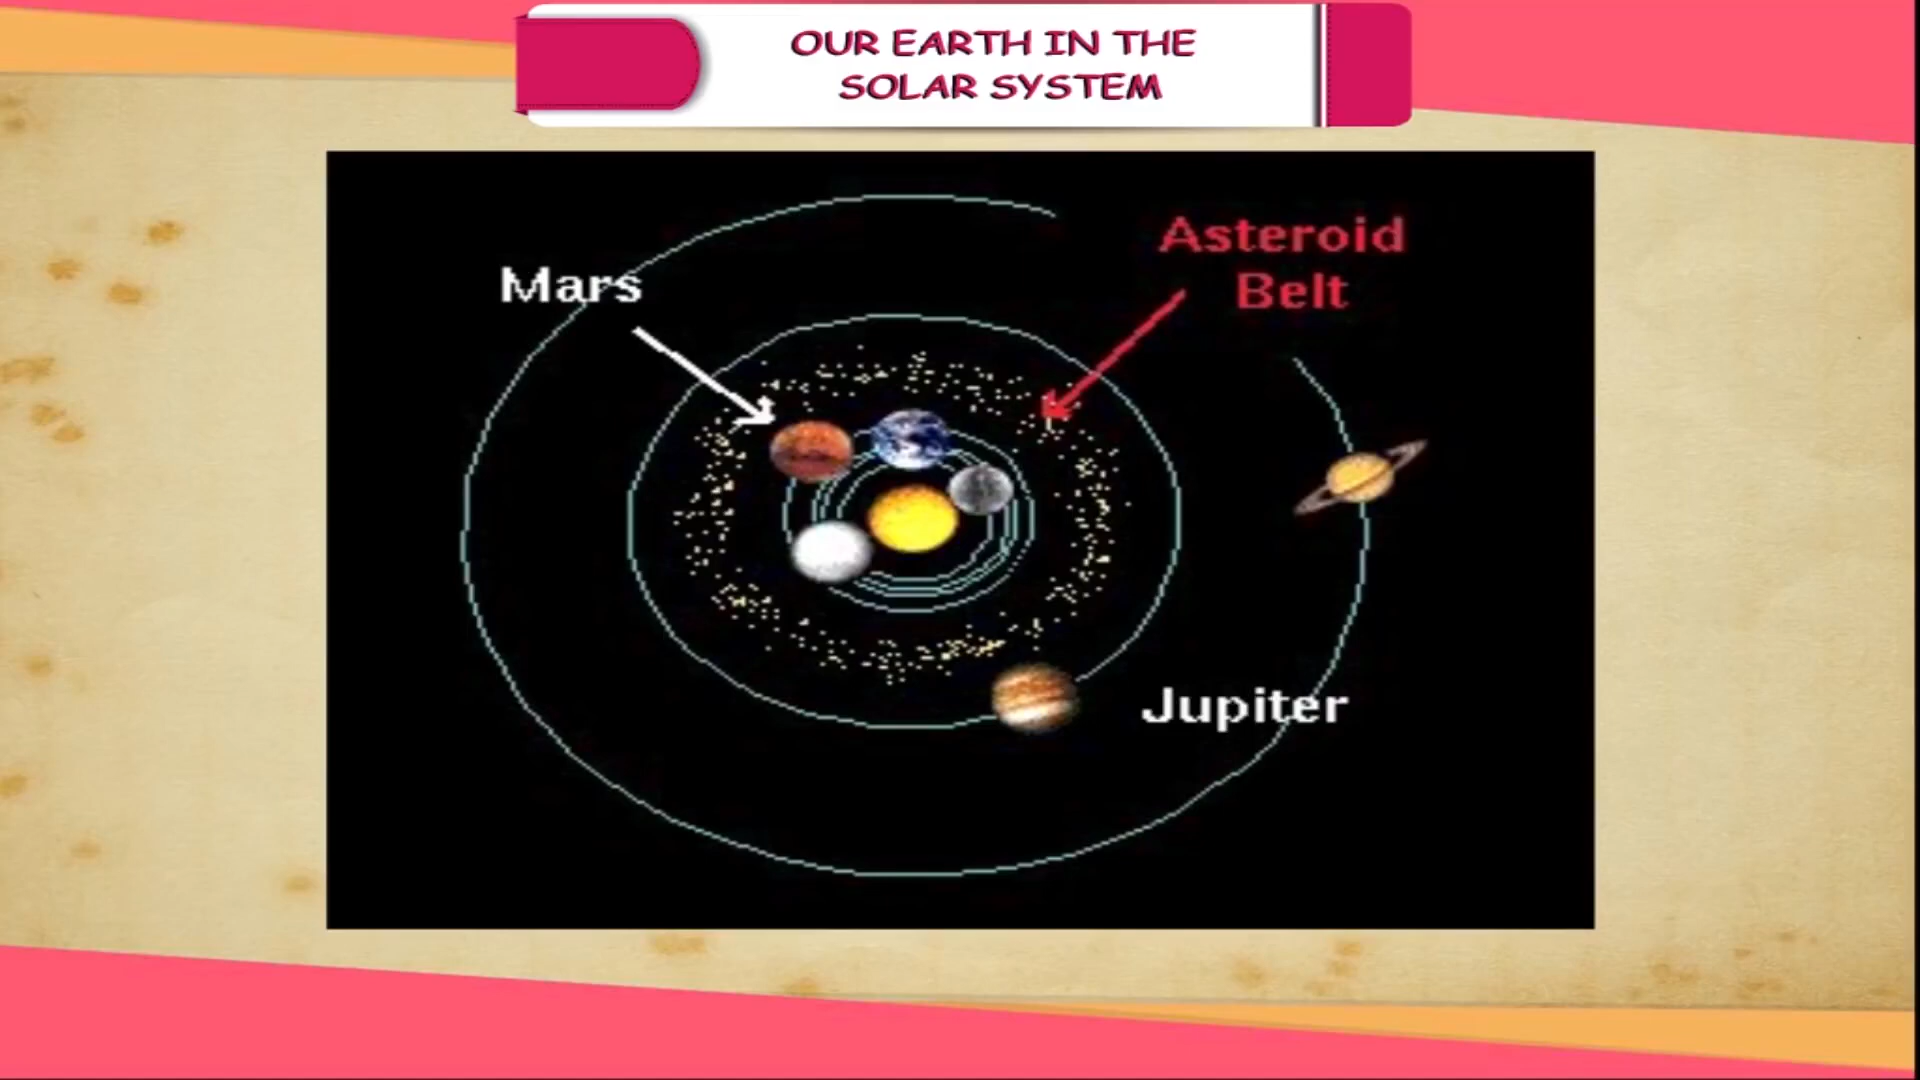 OUR EARTH IN THE
SOLAR SYSTEM
Asteroid
Belt
Mars
Jupiter